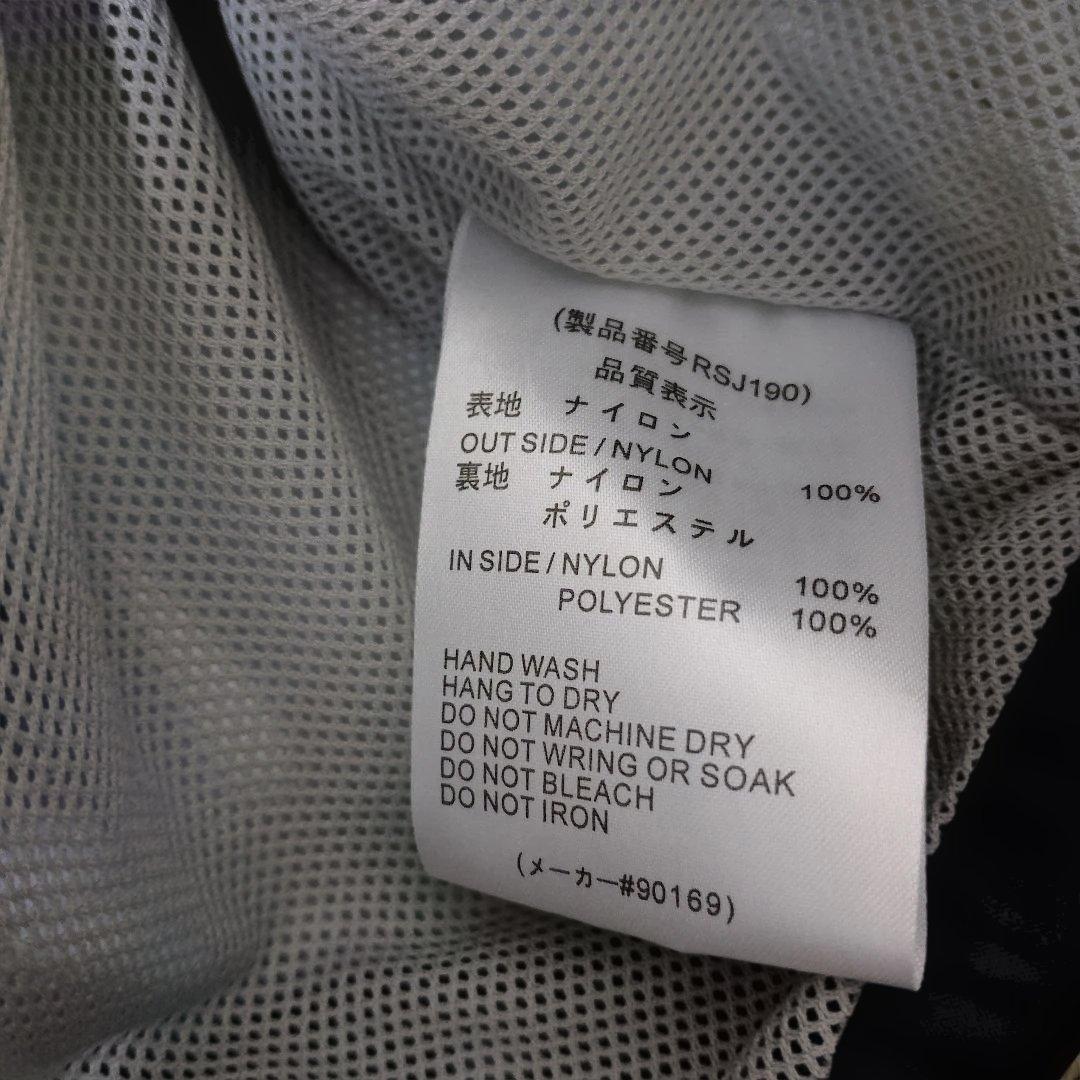 (製品番号RSJ190)
品質表示
表地 ナイロン
OUT SIDE / NYLON 100%
裏地 ナイロン
ポリエステル
IN SIDE / NYLON 100%
POLYESTER 100%
HAND WASH
HANG TO DRY
DO NOT MACHINE DRY
DO NOT WRING OR SOAK
DO NOT BLEACH
DO NOT IRON
(メーカー#90169)